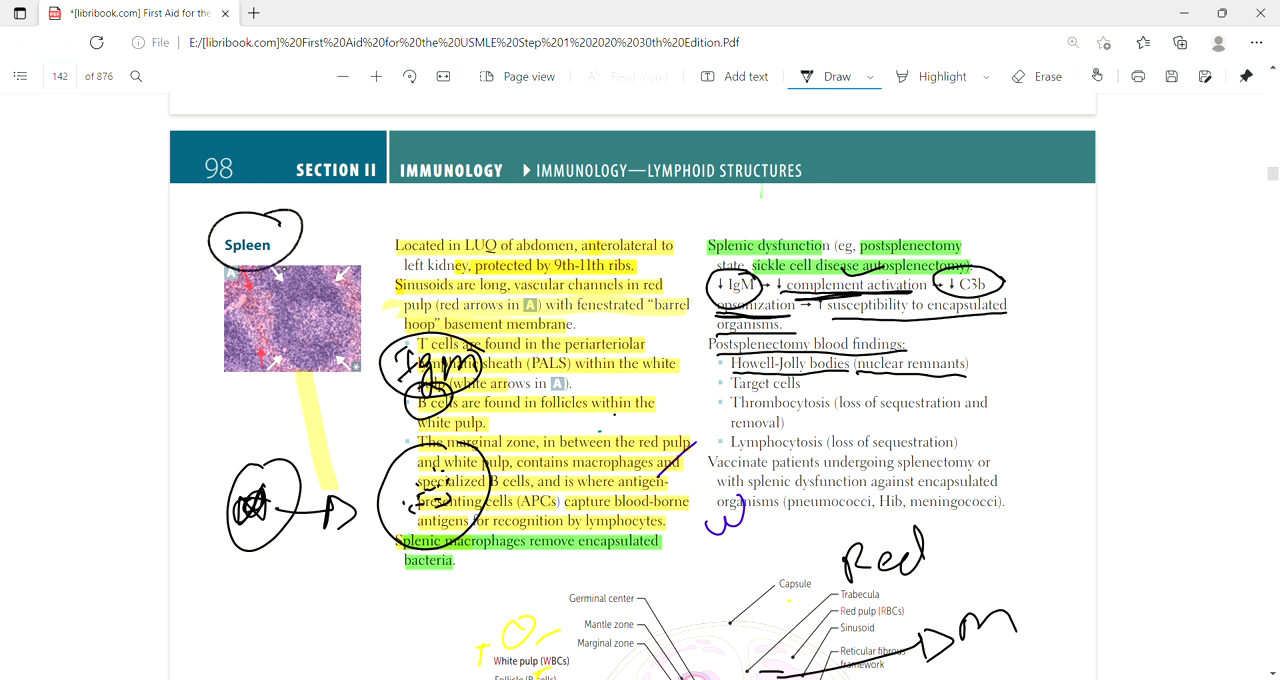 *[libribook.com] First Aid for the
File
E:/[libribook.com]%20First%20Aid%20for%20the%20USMLE%20Step%201%202020%2030th%20Edition.Pdf
142 of 876
Page view
Read aloud
Add text
Draw
Highlight
Erase
98 SECTION II IMMUNOLOGY IMMUNOLOGY—LYMPHOID STRUCTURES
Spleen
A
Located in LUQ of abdomen, anterolateral to
left kidney, protected by 9th-11th ribs.
Sinusoids are long, vascular channels in red
pulp (red arrows in A) with fenestrated “barrel
hoop” basement membrane.
T cells are found in the periarteriolar
lymphatic sheath (PALS) within the white
pulp (white arrows in A).
Igm
B cells are found in follicles within the
white pulp.
The marginal zone, in between the red pulp
and white pulp, contains macrophages and
specialized B cells, and is where antigen-
presenting cells (APCs) capture blood-borne
antigens for recognition by lymphocytes.
Splenic macrophages remove encapsulated
bacteria.
Splenic dysfunction (eg, postsplenectomy
state, sickle cell disease autosplenectomy):
↓ IgM → ↓ complement activation → ↓ C3b
opsonization → ↑ susceptibility to encapsulated
organisms.
Postsplenectomy blood findings:
Howell-Jolly bodies (nuclear remnants)
Target cells
Thrombocytosis (loss of sequestration and
removal)
Lymphocytosis (loss of sequestration)
Vaccinate patients undergoing splenectomy or
with splenic dysfunction against encapsulated
organisms (pneumococci, Hib, meningococci).
Red
m
Capsule
Germinal center
Trabecula
Red pulp (RBCs)
Mantle zone
Sinusoid
Marginal zone
Reticular fibrous
framework
White pulp (WBCs)
Follicle (B cells)